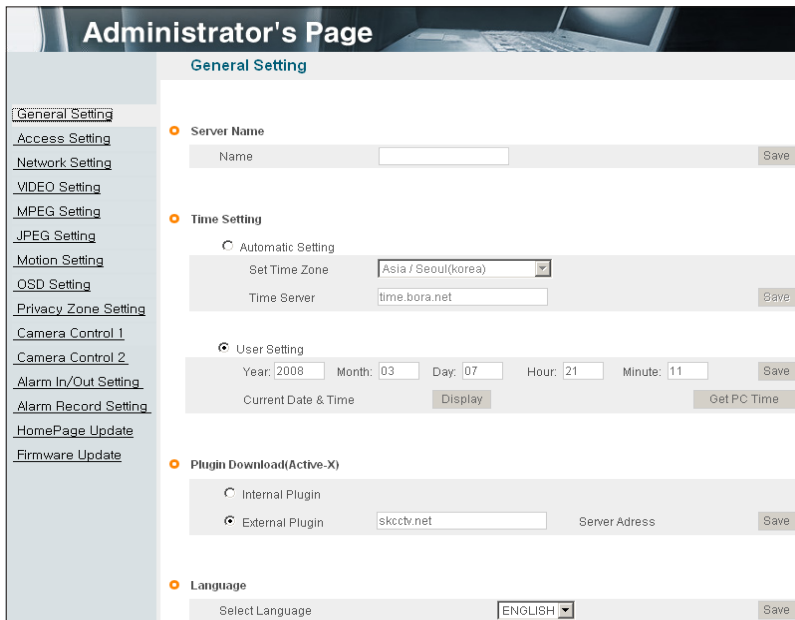 Administrator's Page
General Setting
General Setting
Access Setting
Network Setting
VIDEO Setting
MPEG Setting
JPEG Setting
Motion Setting
OSD Setting
Privacy Zone Setting
Camera Control 1
Camera Control 2
Alarm In/Out Setting
Alarm Record Setting
HomePage Update
Firmware Update
Server Name
Name Save
Time Setting
Automatic Setting
Set Time Zone Asia / Seoul(korea)
Time Server time.bora.net Save
User Setting
Year: 2008 Month: 03 Day: 07 Hour: 21 Minute: 11 Save
Current Date & Time Display Get PC Time
Plugin Download(Active-X)
Internal Plugin
External Plugin skcctv.net Server Adress Save
Language
Select Language ENGLISH Save